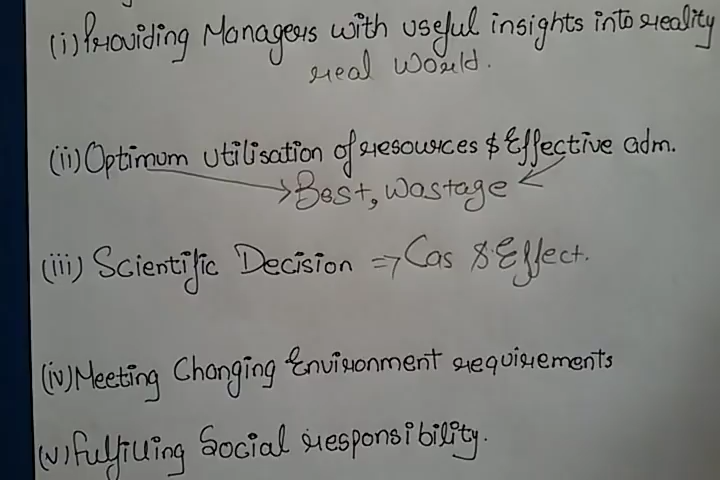 (i) Providing Managers with useful insights into reality
real World.
(ii) Optimum utilisation of resources & Effective adm.
Best, Wastage
(iii) Scientific Decision => Cas & Effect.
(iv) Meeting Changing Environment requirements
(v) Fulfilling Social responsibility.